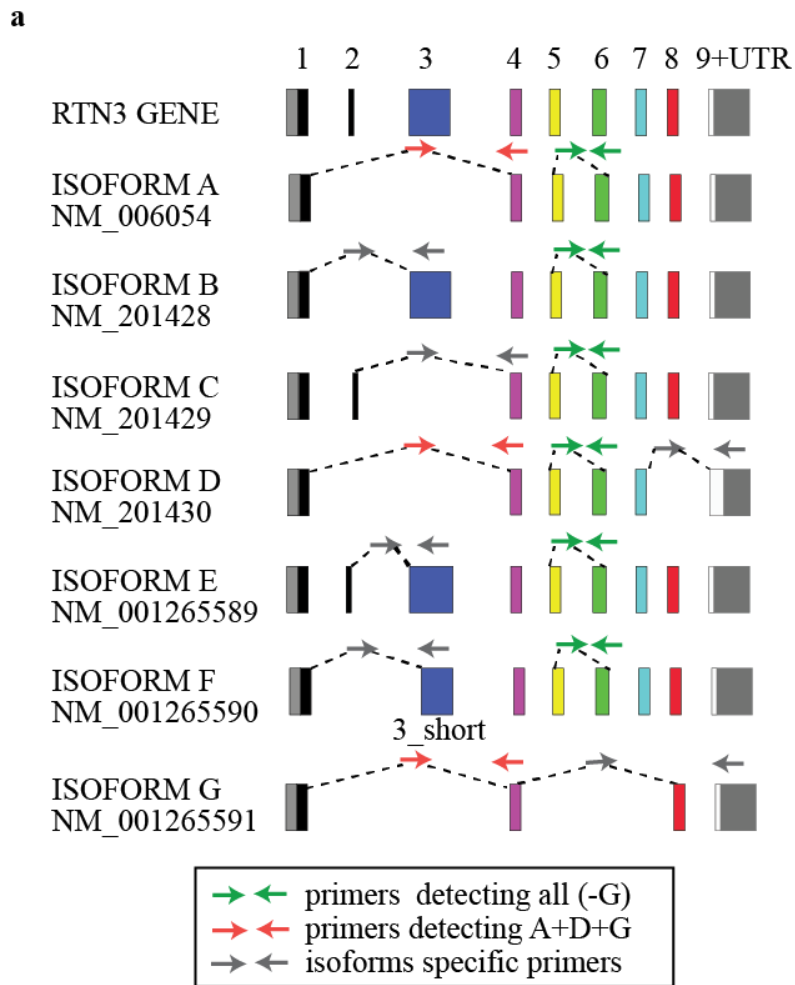 a
1 2 3 4 5 6 7 8 9+UTR
RTN3 GENE
ISOFORM A
NM_006054
ISOFORM B
NM_201428
ISOFORM C
NM_201429
ISOFORM D
NM_201430
ISOFORM E
NM_001265589
ISOFORM F
NM_001265590
3_short
ISOFORM G
NM_001265591
primers detecting all (-G)
primers detecting A+D+G
isoforms specific primers